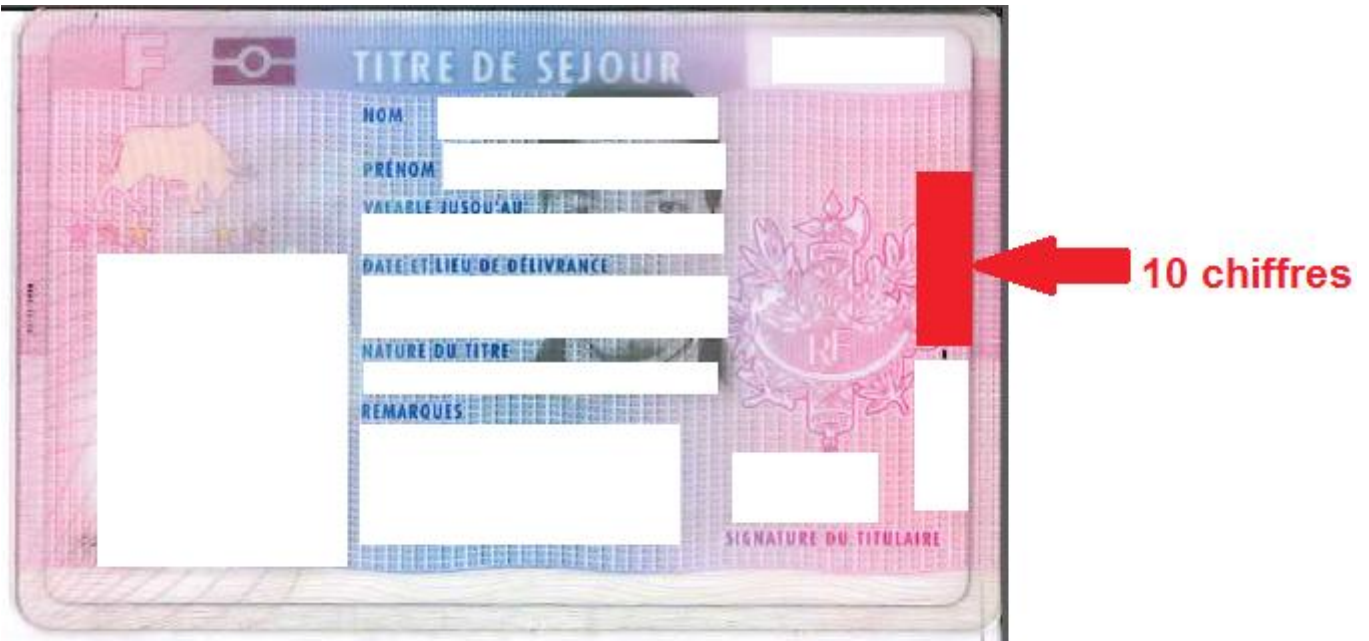 F
TITRE DE SEJOUR
NOM
PRÉNOM
VALABLE JUSQU'AU
DATE ET LIEU DE DÉLIVRANCE
10 chiffres
NATURE DU TITRE
RF
REMARQUES
SIGNATURE DU TITULAIRE